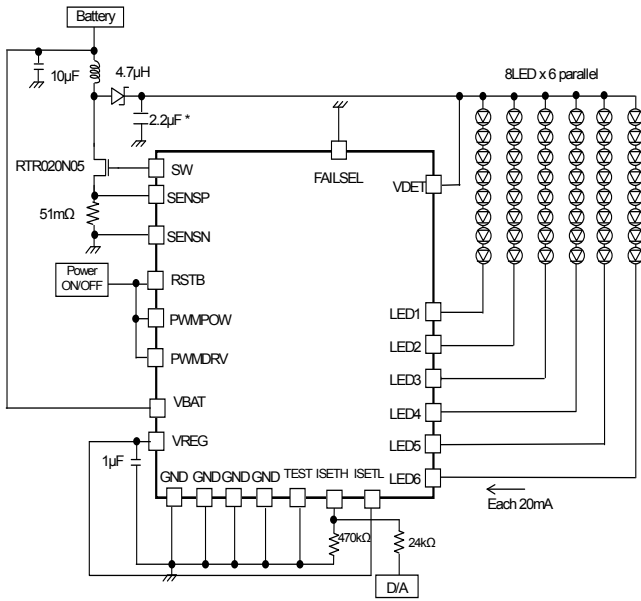 Battery
10μF
4.7μH
8LED x 6 parallel
2.2μF *
RTR020N05
SW
FAILSEL
SENSP
VDET
51mΩ
SENSN
Power
ON/OFF
RSTB
PWMPOW
LED1
PWMDRV
LED2
LED3
VBAT
LED4
VREG
LED5
1μF
GND GND GND GND TEST ISETH ISETL
LED6
Each 20mA
470kΩ
24kΩ
D/A